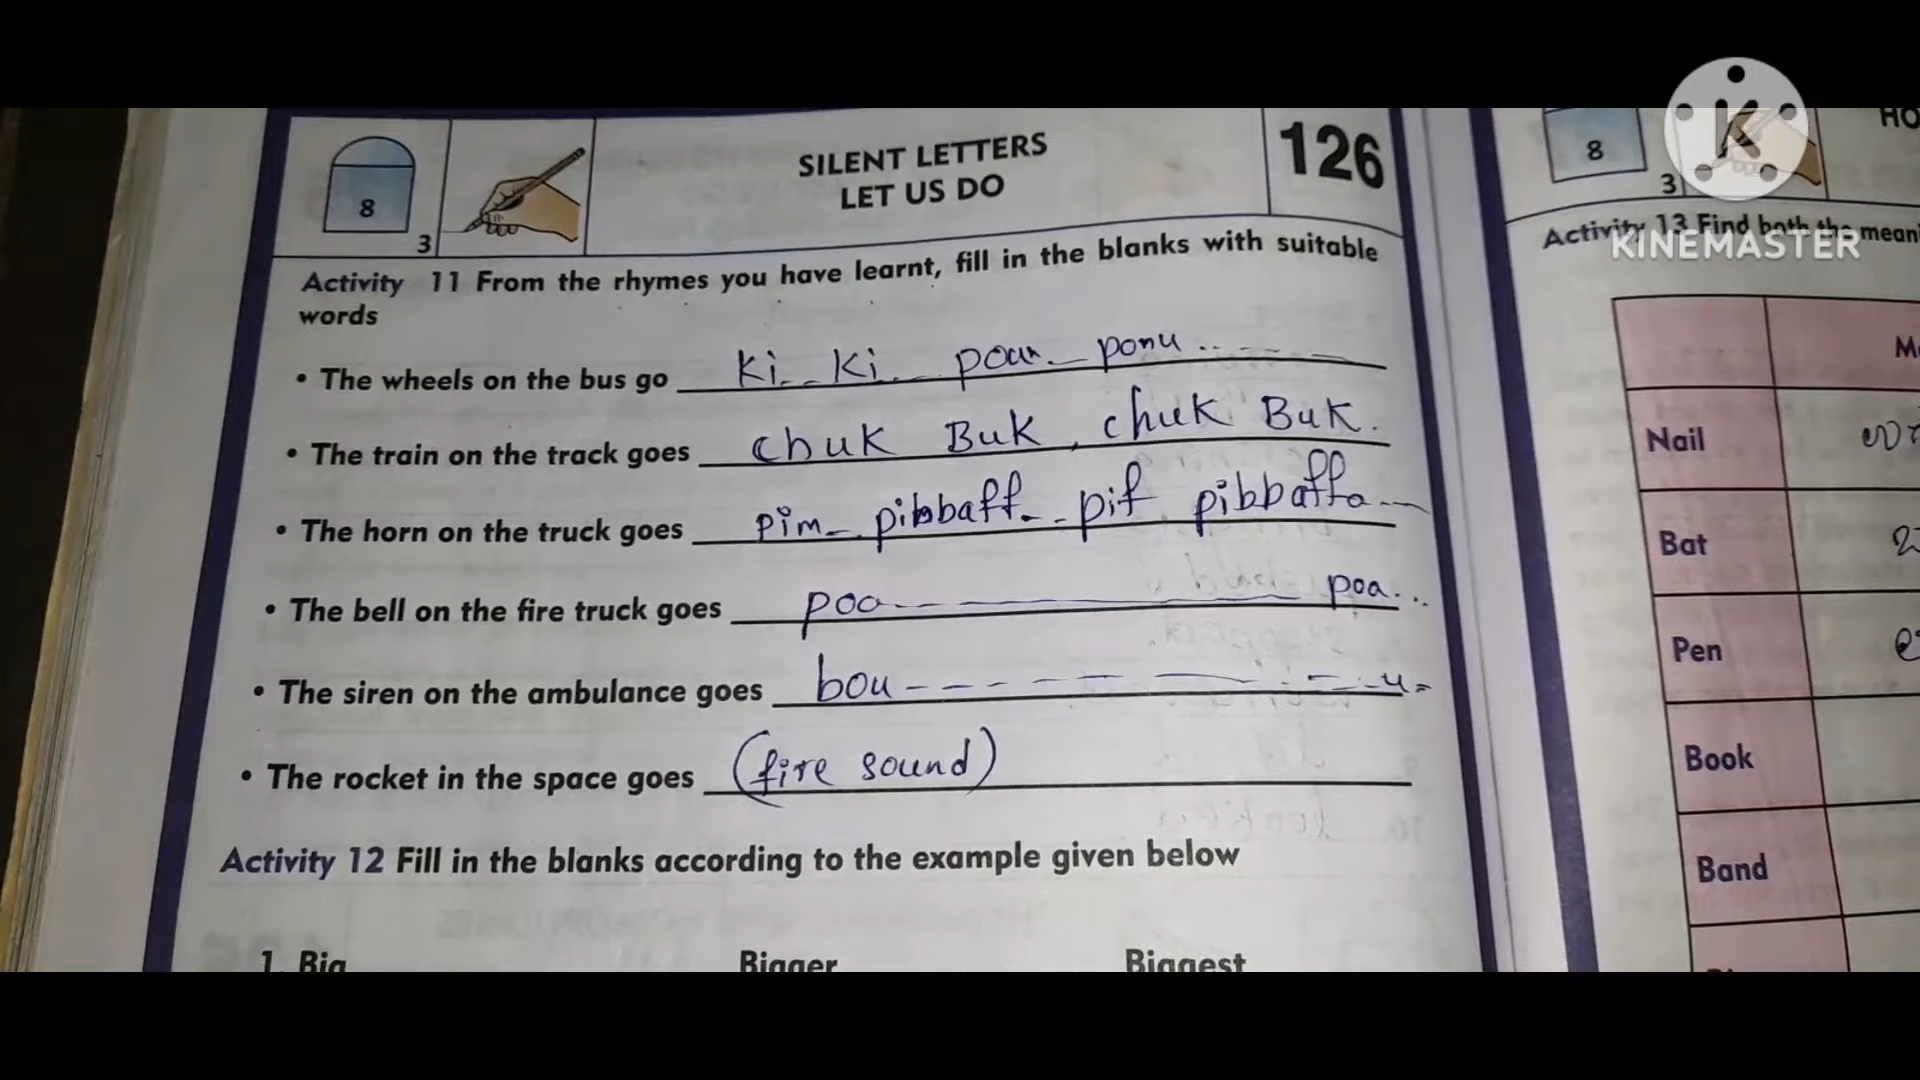 8
3
SILENT LETTERS
LET US DO
126
Activity 11 From the rhymes you have learnt, fill in the blanks with suitable
words
• The wheels on the bus go ki.. ki.. poun.. ponu..
• The train on the track goes chuk Buk, chuk Buk.
• The horn on the truck goes pim.. pibbaff.. pif pibbaffo..
• The bell on the fire truck goes poo poa...
• The siren on the ambulance goes bou u
• The rocket in the space goes (fire sound)
Activity 12 Fill in the blanks according to the example given below
1. Big Bigger Biggest
8
3
HO
Activity 13 Find both the mean
M
Nail
Bat
Pen
Book
Band
K
KINEMASTER